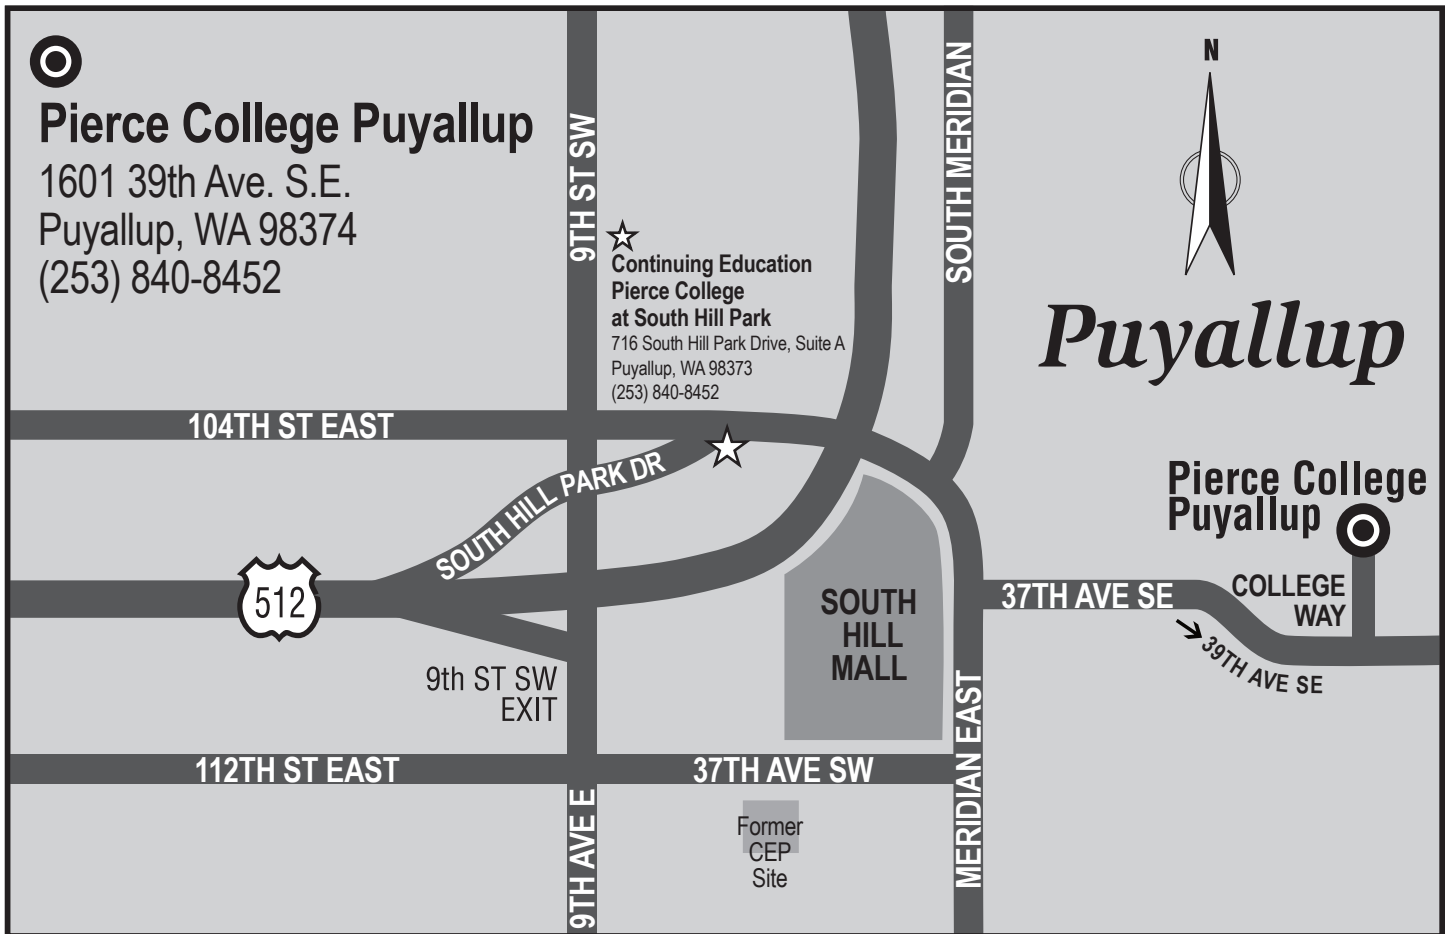 Pierce College Puyallup
1601 39th Ave. S.E.
Puyallup, WA 98374
(253) 840-8452
9TH ST SW
Continuing Education
Pierce College
at South Hill Park
716 South Hill Park Drive, Suite A
Puyallup, WA 98373
(253) 840-8452
SOUTH MERIDIAN
N
Puyallup
104TH ST EAST
SOUTH HILL PARK DR
Pierce College
Puyallup
512
SOUTH
HILL
MALL
37TH AVE SE
COLLEGE
WAY
39TH AVE SE
9th ST SW
EXIT
112TH ST EAST
37TH AVE SW
MERIDIAN EAST
9TH AVE E
Former
CEP
Site